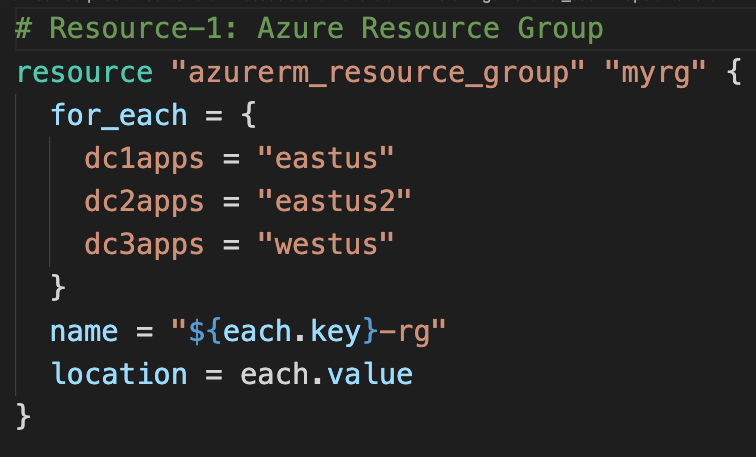 # Resource-1: Azure Resource Group
resource "azurerm_resource_group" "myrg" {
  for_each = {
    dc1apps = "eastus"
    dc2apps = "eastus2"
    dc3apps = "westus"
  }
  name = "${each.key}-rg"
  location = each.value
}